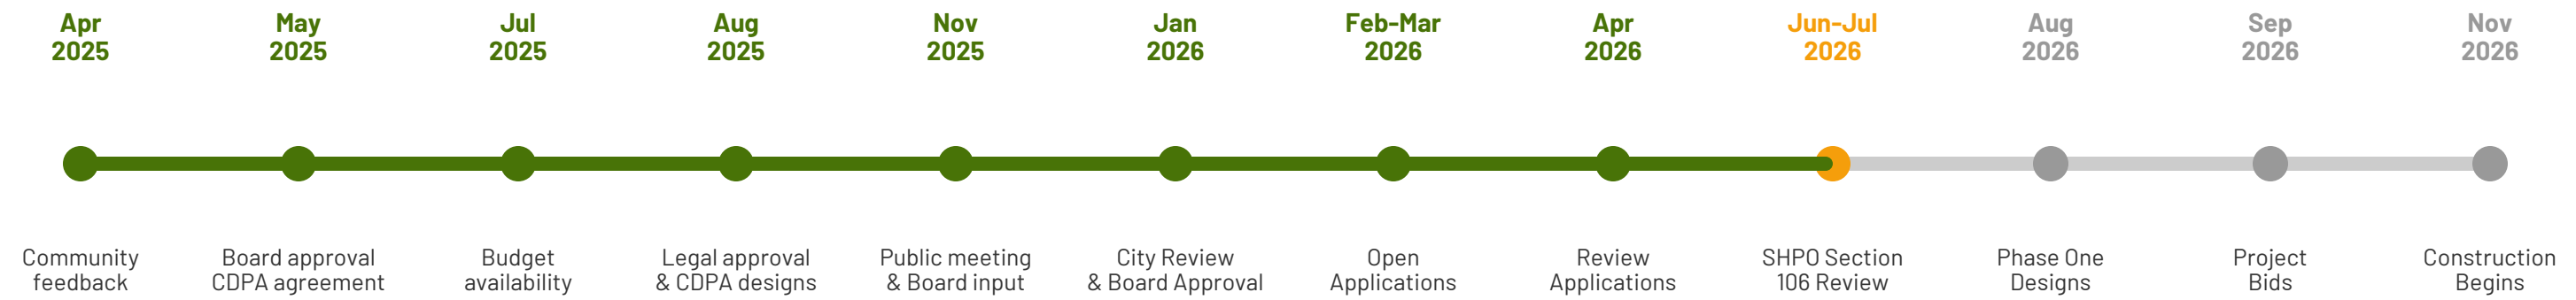 Apr
2025
May
2025
Jul
2025
Aug
2025
Nov
2025
Jan
2026
Feb-Mar
2026
Apr
2026
Jun-Jul
2026
Aug
2026
Sep
2026
Nov
2026
Community
feedback
Board approval
CDPA agreement
Budget
availability
Legal approval
& CDPA designs
Public meeting
& Board input
City Review
& Board Approval
Open
Applications
Review
Applications
SHPO Section
106 Review
Phase One
Designs
Project
Bids
Construction
Begins